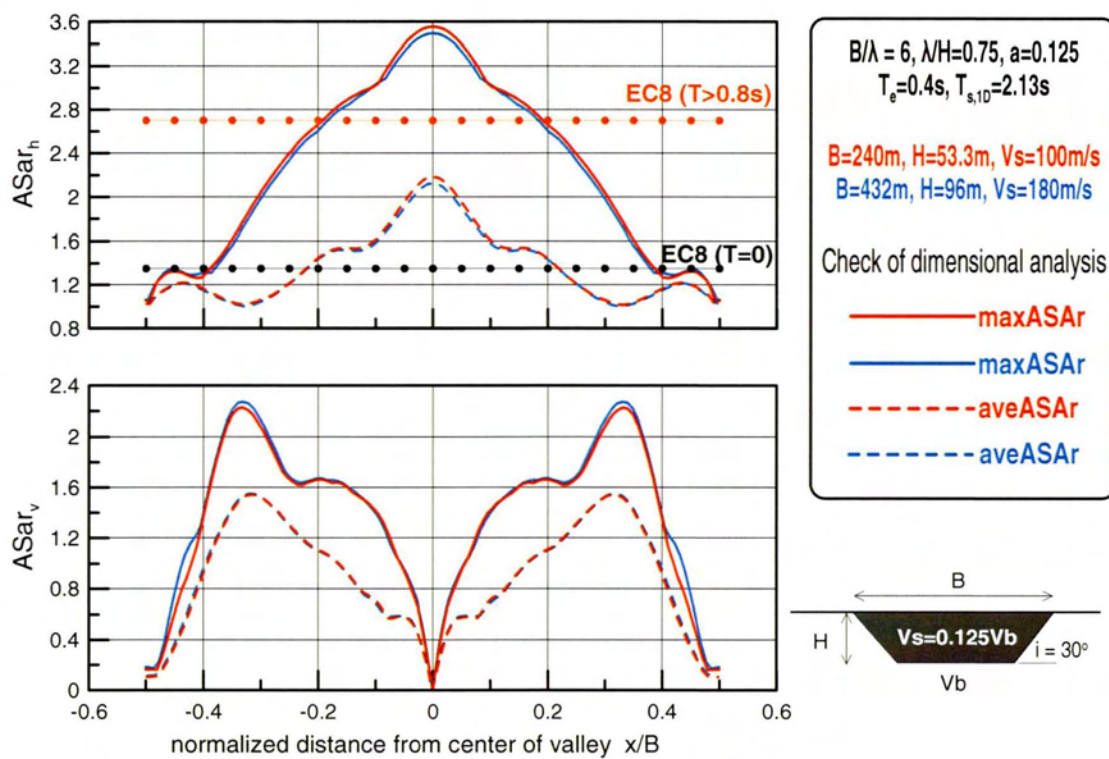 3.6
3.2
2.8
2.4
2
1.6
1.2
0.8
ASar_h
EC8 (T>0.8s)
EC8 (T=0)
2.4
2
1.6
1.2
0.8
0.4
0
ASar_v
-0.6 -0.4 -0.2 0 0.2 0.4 0.6
normalized distance from center of valley x/B
B/λ = 6, λ/H=0.75, a=0.125
T_e=0.4s, T_s,1D=2.13s
B=240m, H=53.3m, Vs=100m/s
B=432m, H=96m, Vs=180m/s
Check of dimensional analysis
maxASAr
maxASAr
aveASAr
aveASAr
B
H
Vs=0.125Vb
i = 30°
Vb